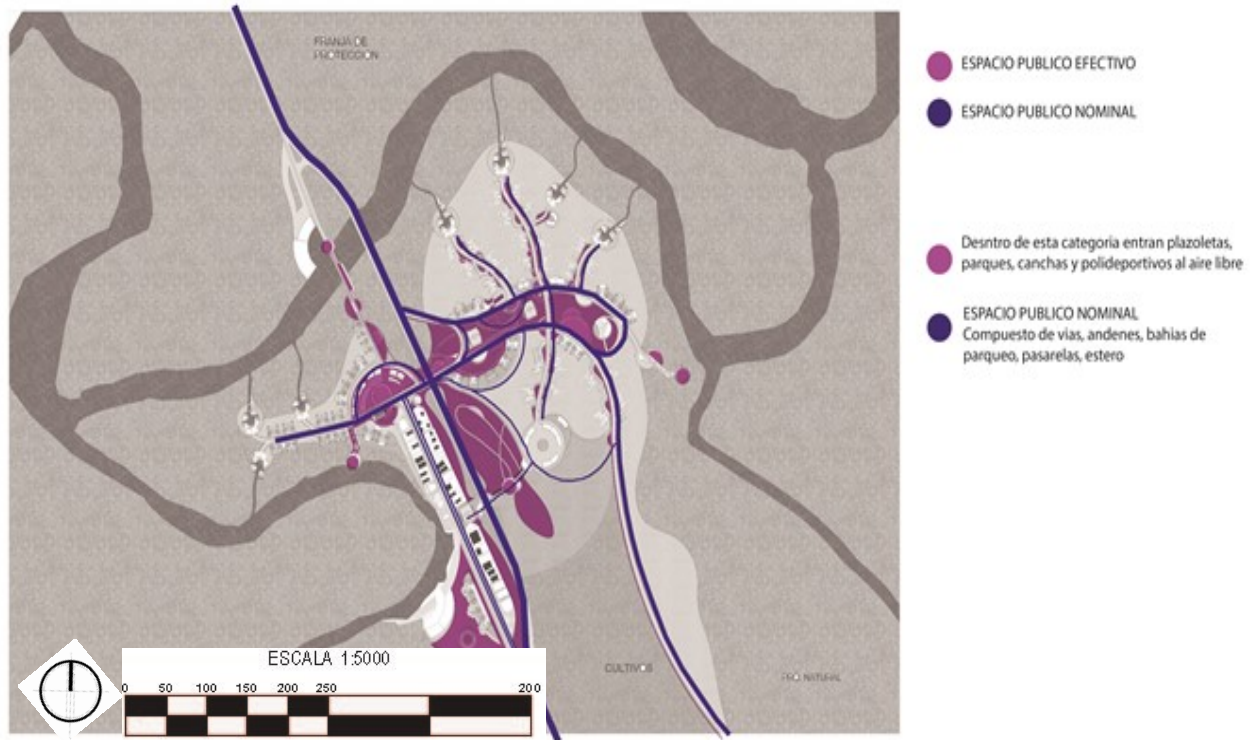 FRANJA DE
PROTECCION
ESPACIO PUBLICO EFECTIVO
ESPACIO PUBLICO NOMINAL
Desntro de esta categoria entran plazoletas,
parques, canchas y polideportivos al aire libre
ESPACIO PUBLICO NOMINAL
Compuesto de vias, andenes, bahias de
parqueo, pasarelas, estero
CULTIVOS
NATURAL
ESCALA 1:5000
0 50 100 150 200 250 200